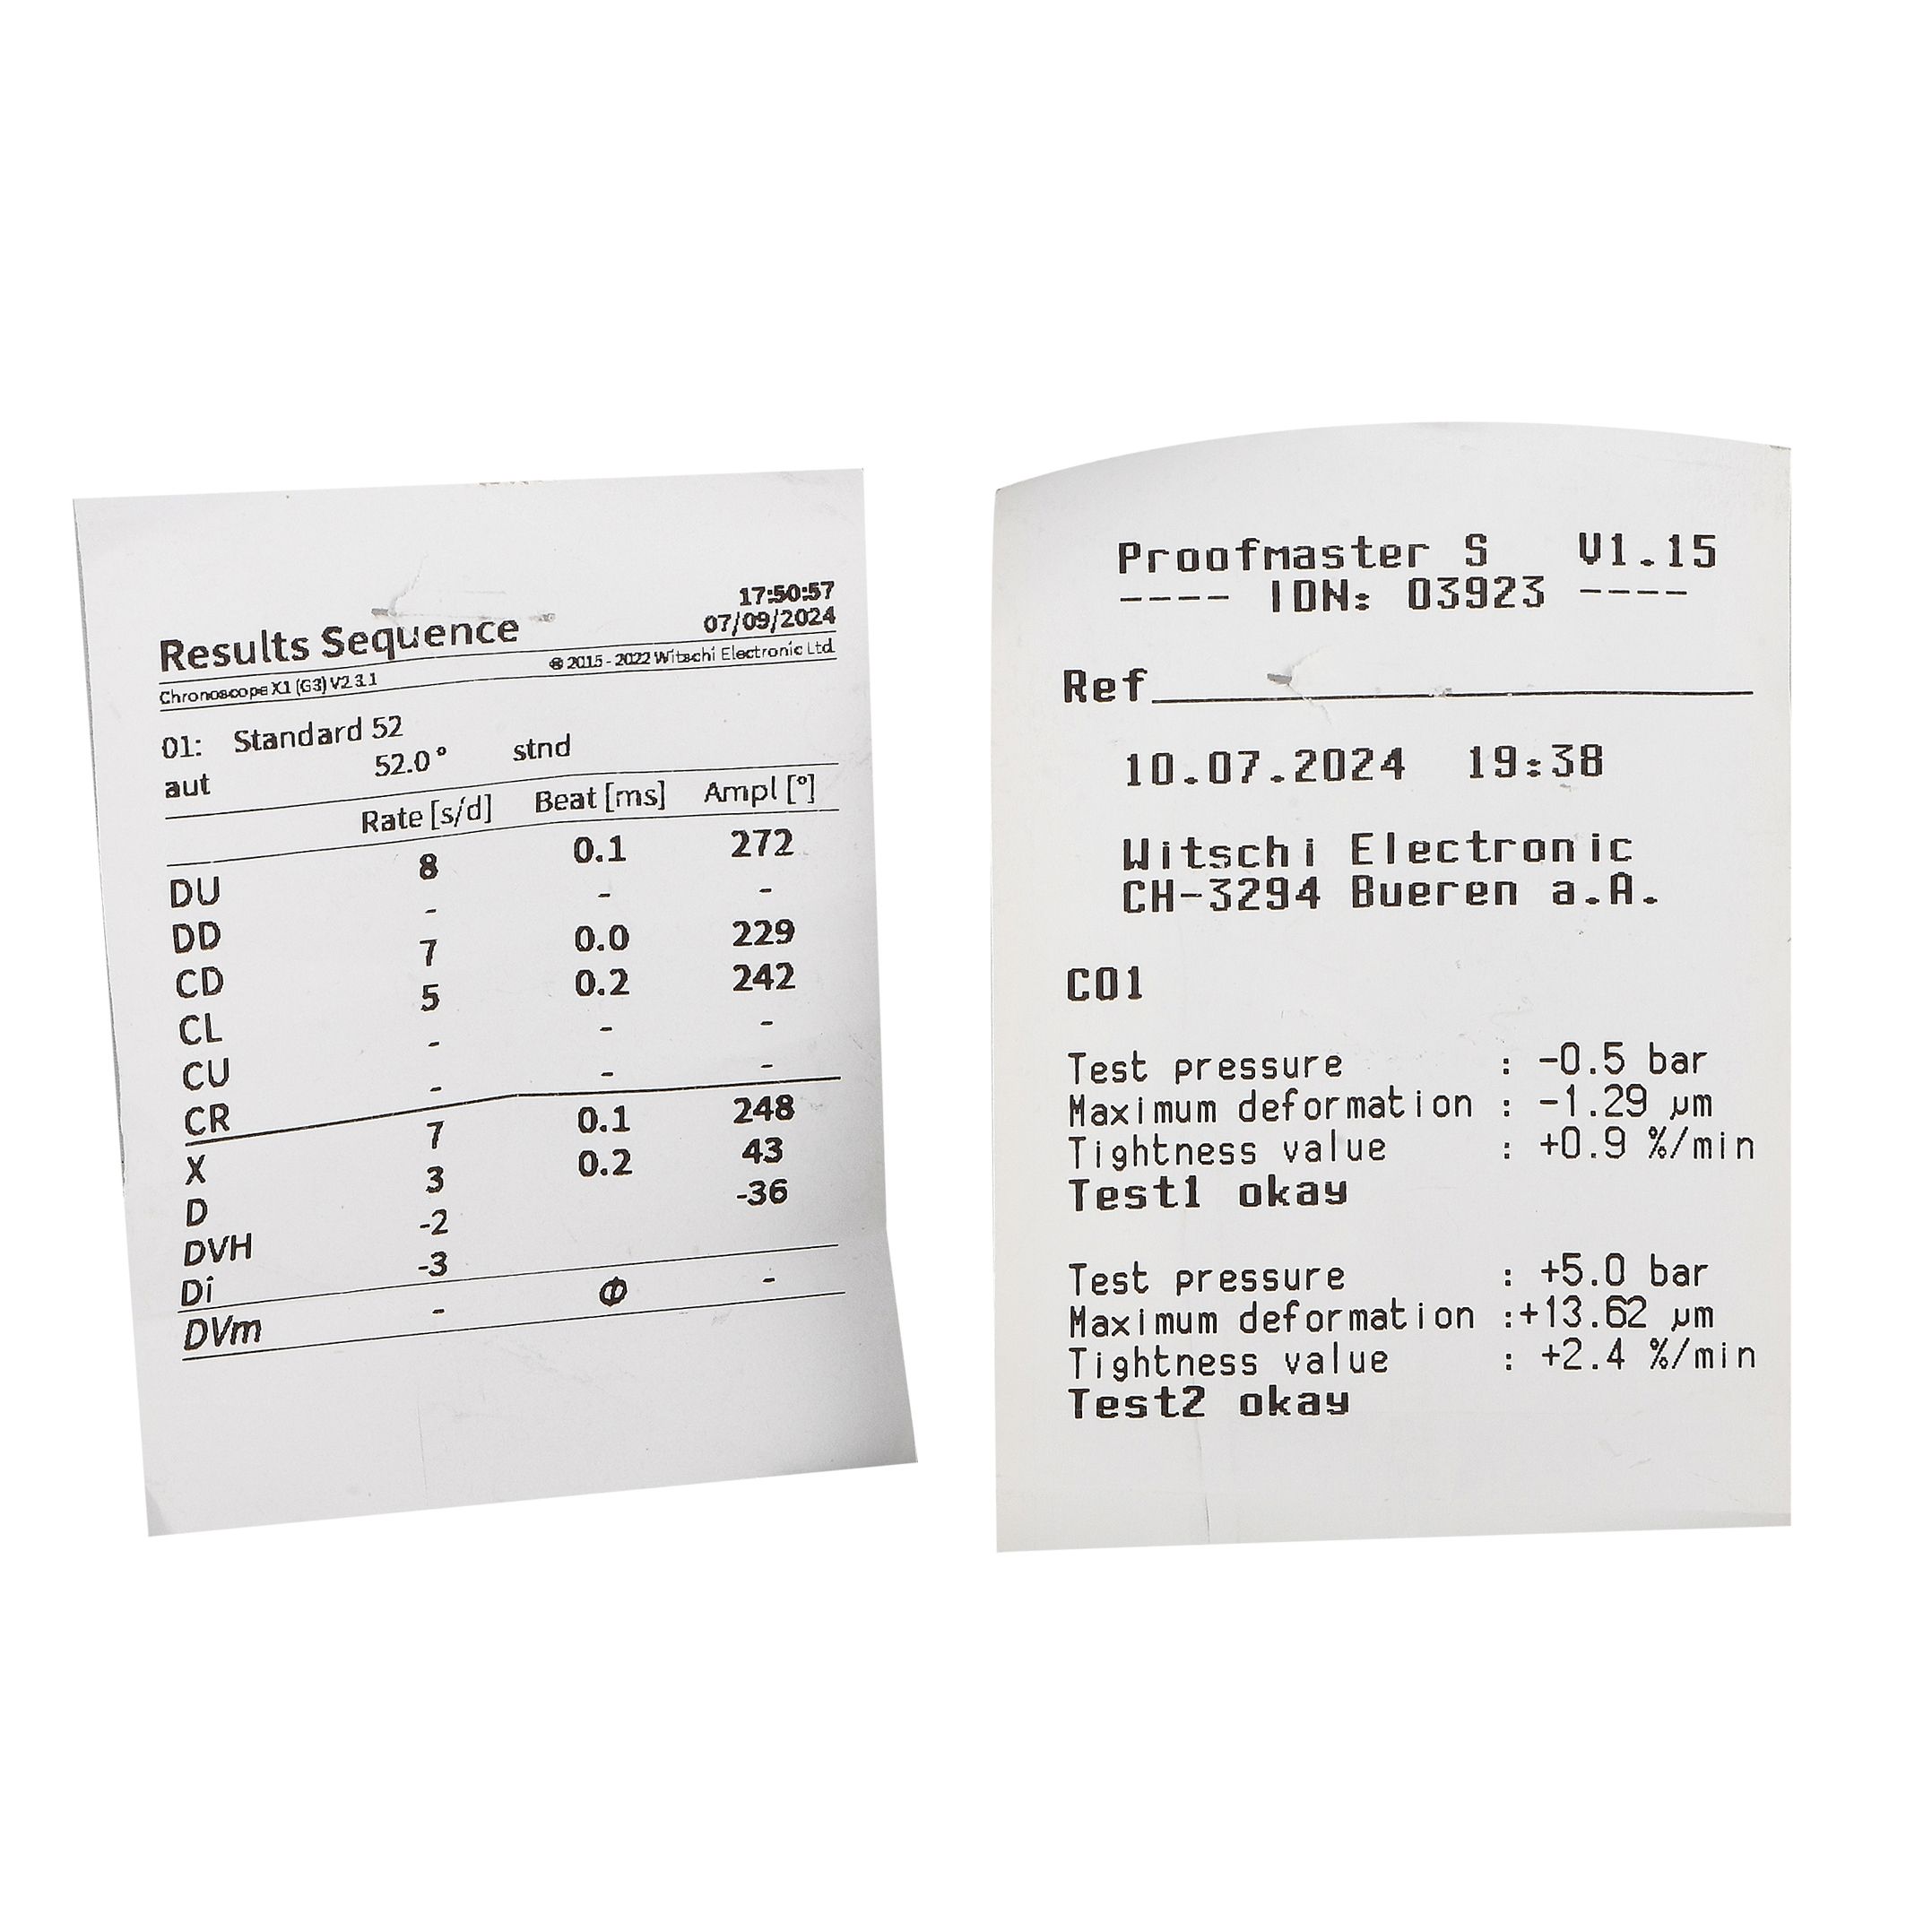 17:50:57
Results Sequence 07/09/2024
Chronoscope X1 (G3) V2.3.1 © 2015 - 2022 Witschi Electronic Ltd.
01: Standard 52
aut 52.0° stnd
Rate [s/d] Beat [ms] Ampl [°]
DU 8 0.1 272
DD - - -
CD 7 0.0 229
CL 5 0.2 242
CU - - -
CR - - -
X 7 0.1 248
D 3 0.2 43
DVH -2 -36
Di -3
DVm - Φ -
Proofmaster S V1.15
---- IDN: 03923 ----
Ref
10.07.2024 19:38
Witschi Electronic
CH-3294 Bueren a.A.
C01
Test pressure : -0.5 bar
Maximum deformation : -1.29 µm
Tightness value : +0.9 %/min
Test1 okay
Test pressure : +5.0 bar
Maximum deformation :+13.62 µm
Tightness value : +2.4 %/min
Test2 okay